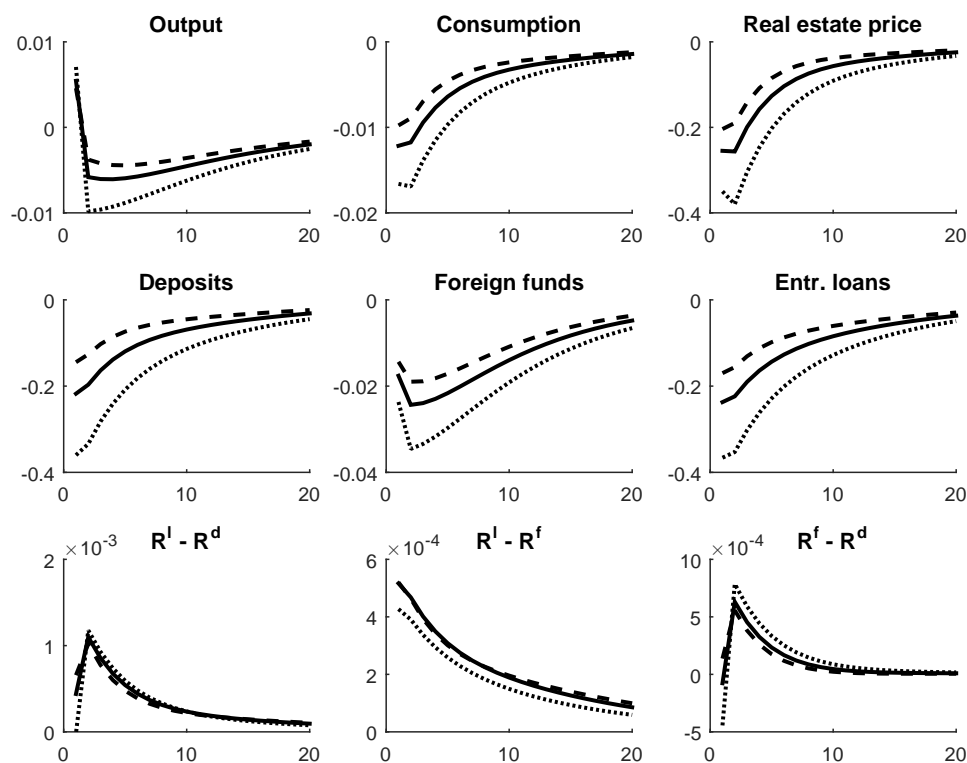 Output
0.01
0
-0.01
0 10 20
Consumption
0
-0.01
-0.02
0 10 20
Real estate price
0
-0.2
-0.4
0 10 20
Deposits
0
-0.2
-0.4
0 10 20
Foreign funds
0
-0.02
-0.04
0 10 20
Entr. loans
0
-0.2
-0.4
0 10 20
×10⁻³ Rˡ - Rᵈ
2
1
0
0 10 20
×10⁻⁴ Rˡ - Rᶠ
6
4
2
0
0 10 20
×10⁻⁴ Rᶠ - Rᵈ
10
5
0
-5
0 10 20